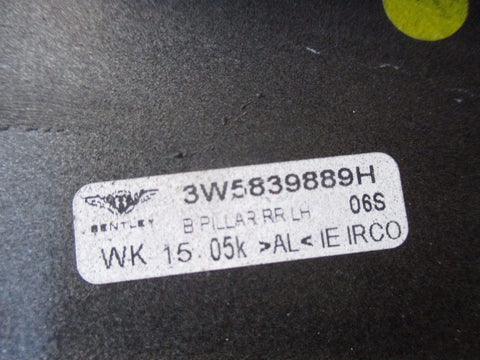 3W5839889H
BENTLEY B PILLAR RR LH 06S
WK 15 05k >AL< IE IRCO